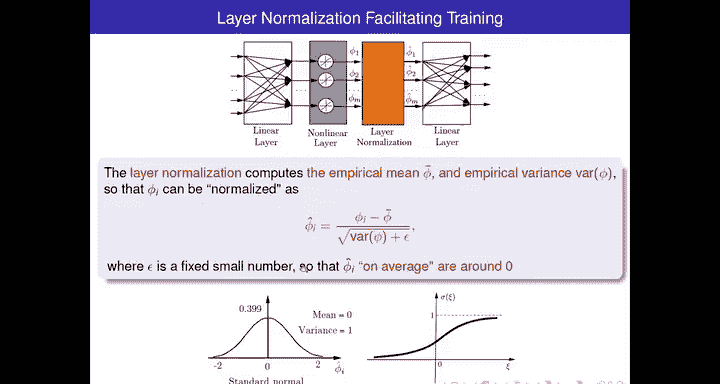 Layer Normalization Facilitating Training
ϕ₁ ϕ̂₁
ϕ₂ ϕ̂₂
ϕₘ ϕ̂ₘ
Linear Layer
Nonlinear Layer
Layer Normalization
Linear Layer
The layer normalization computes the empirical mean ϕ̄, and empirical variance var(ϕ),
so that ϕᵢ can be "normalized" as
ϕ̂ᵢ = (ϕᵢ − ϕ̄) / √(var(ϕ) + ϵ),
where ϵ is a fixed small number, so that ϕ̂ᵢ "on average" are around 0
0.399
Mean = 0
Variance = 1
-2 0 2 ϕ̂ᵢ
Standard normal
σ(ξ)
1
0 ξ